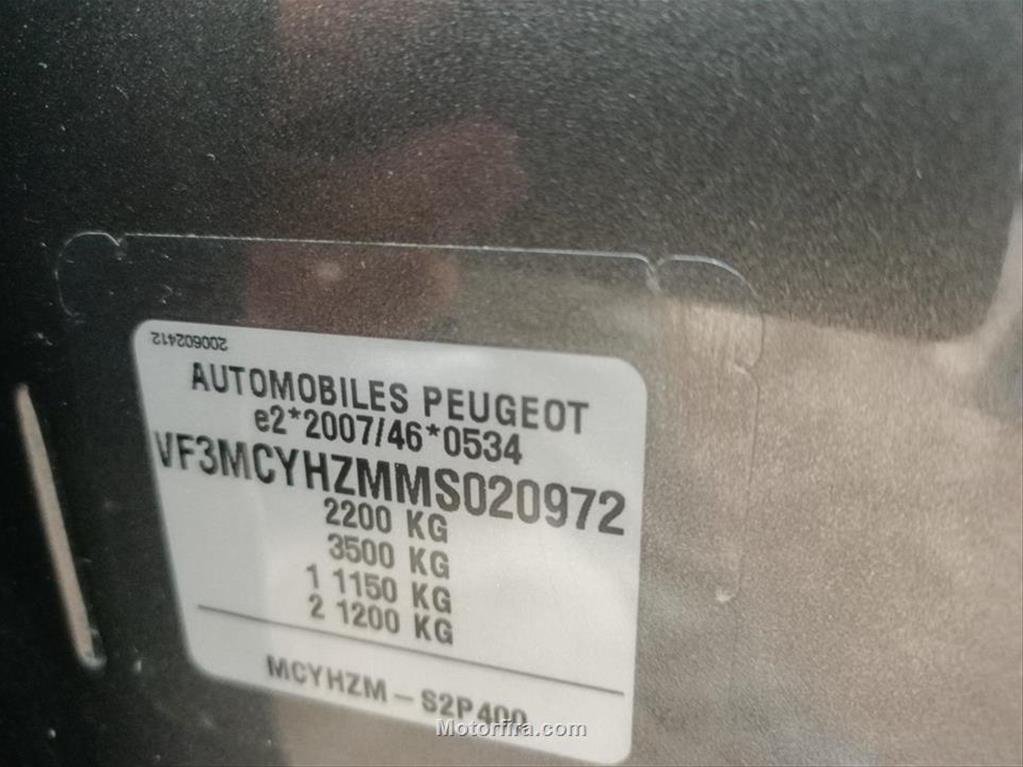 200602412
AUTOMOBILES PEUGEOT
e2*2007/46*0534
VF3MCYHZMMS020972
2200 KG
3500 KG
1 1150 KG
2 1200 KG
MCYHZM - S2P400
Motorfira.com